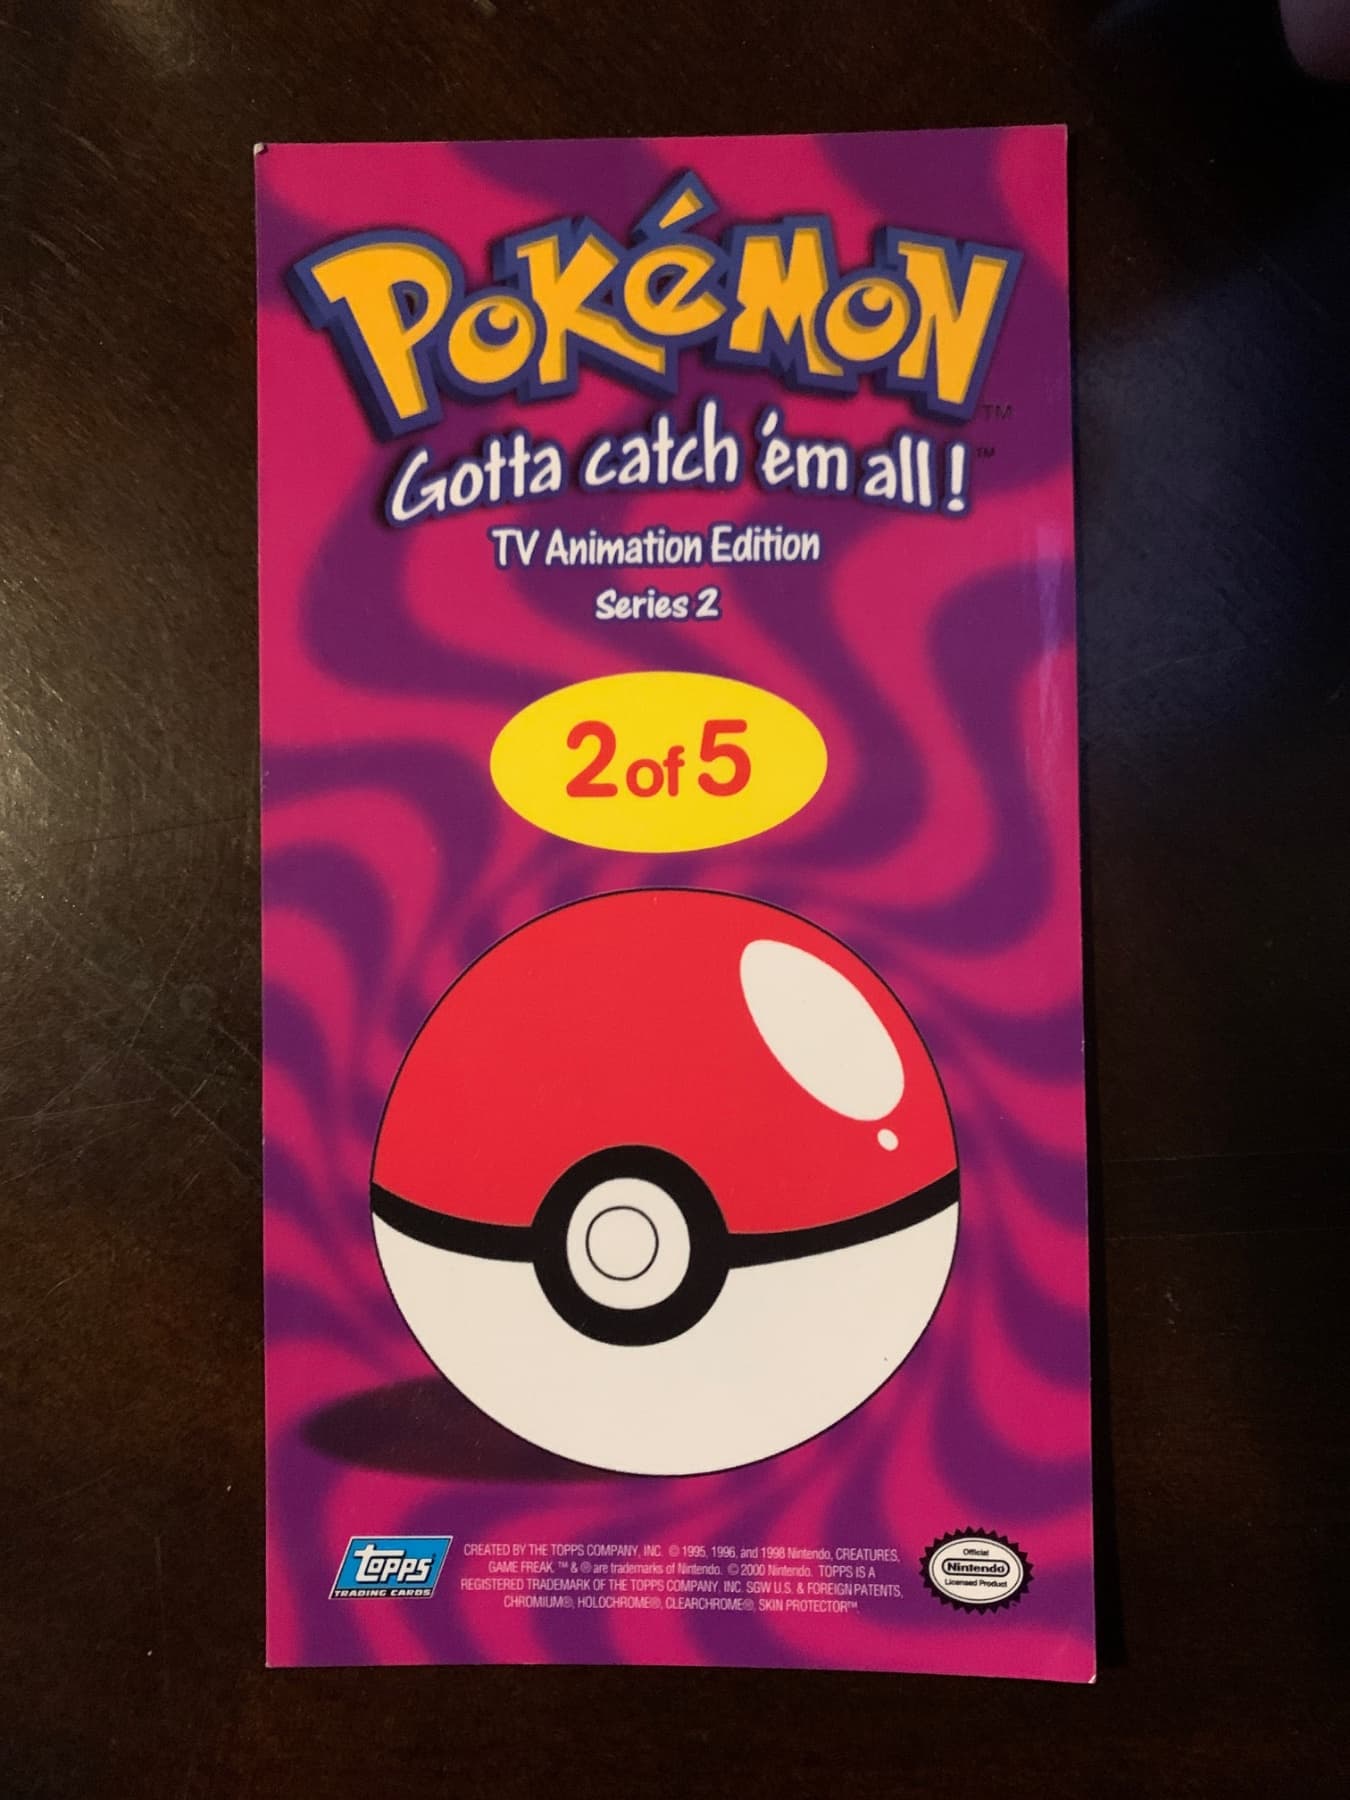 POKéMON
TM
Gotta catch 'em all!
TM
TV Animation Edition
Series 2
2 of 5
TOPPS
TRADING CARDS
CREATED BY THE TOPPS COMPANY, INC. © 1995, 1996, and 1998 Nintendo, CREATURES,
GAME FREAK. ™ & ® are trademarks of Nintendo. © 2000 Nintendo. TOPPS IS A
REGISTERED TRADEMARK OF THE TOPPS COMPANY, INC. SGW U.S. & FOREIGN PATENTS,
CHROMIUM®, HOLOCHROME®, CLEARCHROME®, SKIN PROTECTOR™.
Official
Nintendo
Licensed Product